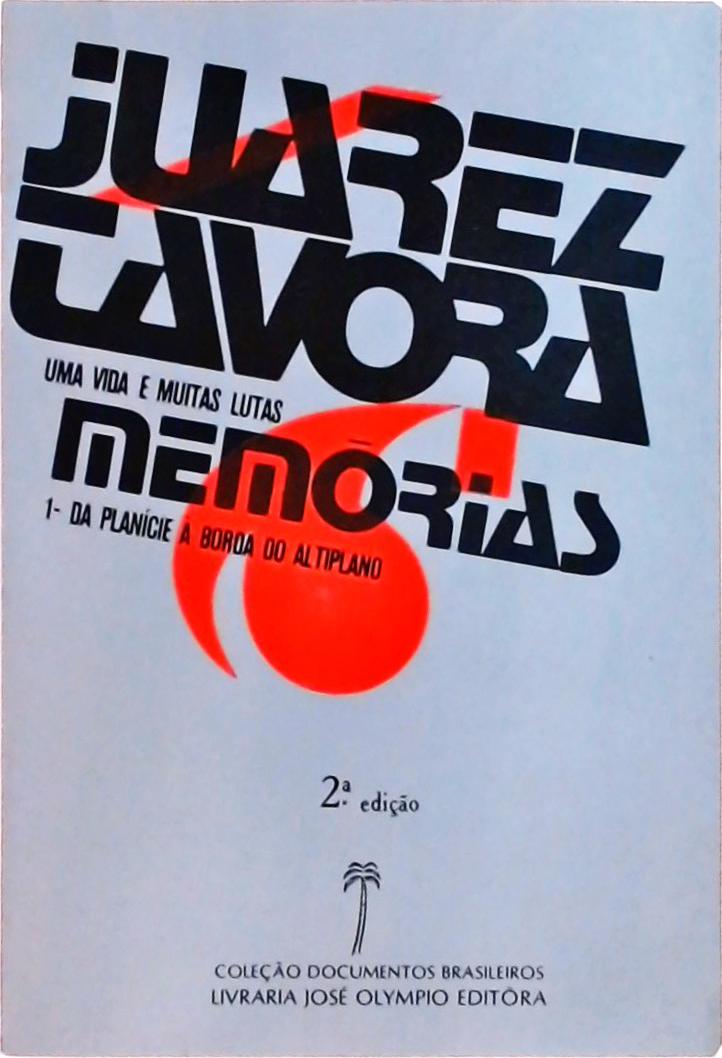 JUAREZ
TAVORA
UMA VIDA E MUITAS LUTAS
MEMÓRIAS
1- DA PLANÍCIE À BORDA DO ALTIPLANO
2.ª edição
COLEÇÃO DOCUMENTOS BRASILEIROS
LIVRARIA JOSÉ OLYMPIO EDITÔRA